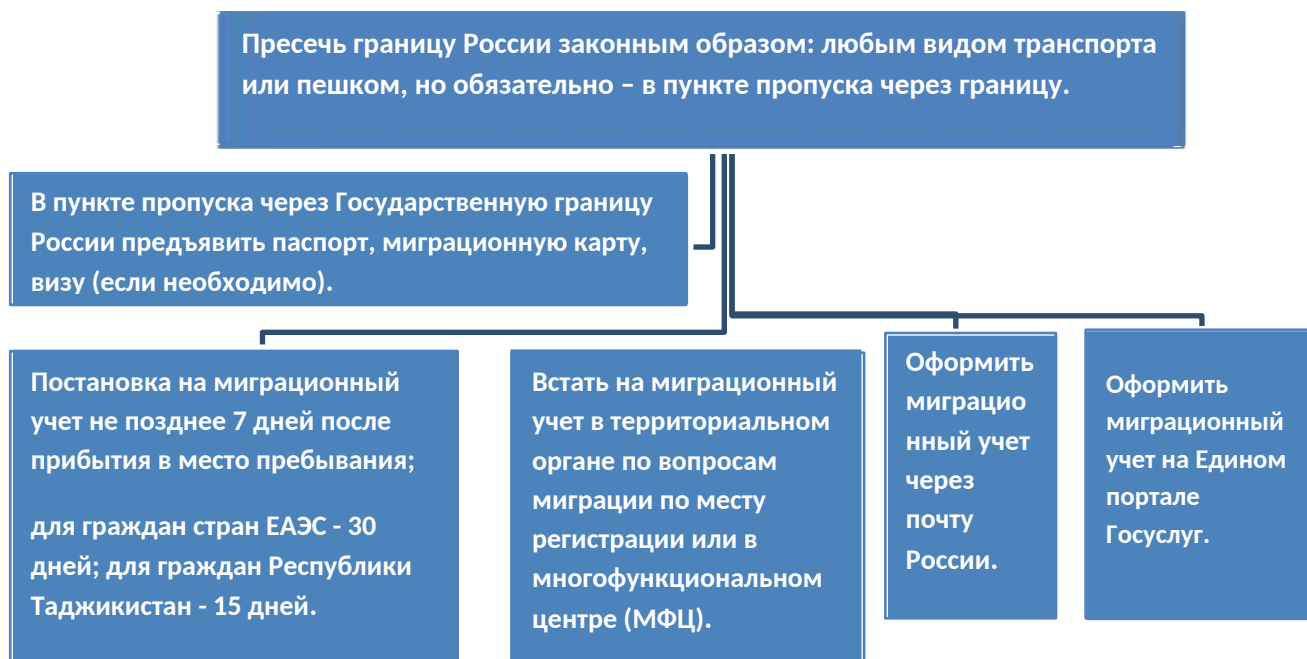 Пресечь границу России законным образом: любым видом транспорта
или пешком, но обязательно – в пункте пропуска через границу.
В пункте пропуска через Государственную границу
России предъявить паспорт, миграционную карту,
визу (если необходимо).
Постановка на миграционный
учет не позднее 7 дней после
прибытия в место пребывания;
для граждан стран ЕАЭС - 30
дней; для граждан Республики
Таджикистан - 15 дней.
Встать на миграционный
учет в территориальном
органе по вопросам
миграции по месту
регистрации или в
многофункциональном
центре (МФЦ).
Оформить
миграцио
нный учет
через
почту
России.
Оформить
миграционный
учет на Едином
портале
Госуслуг.